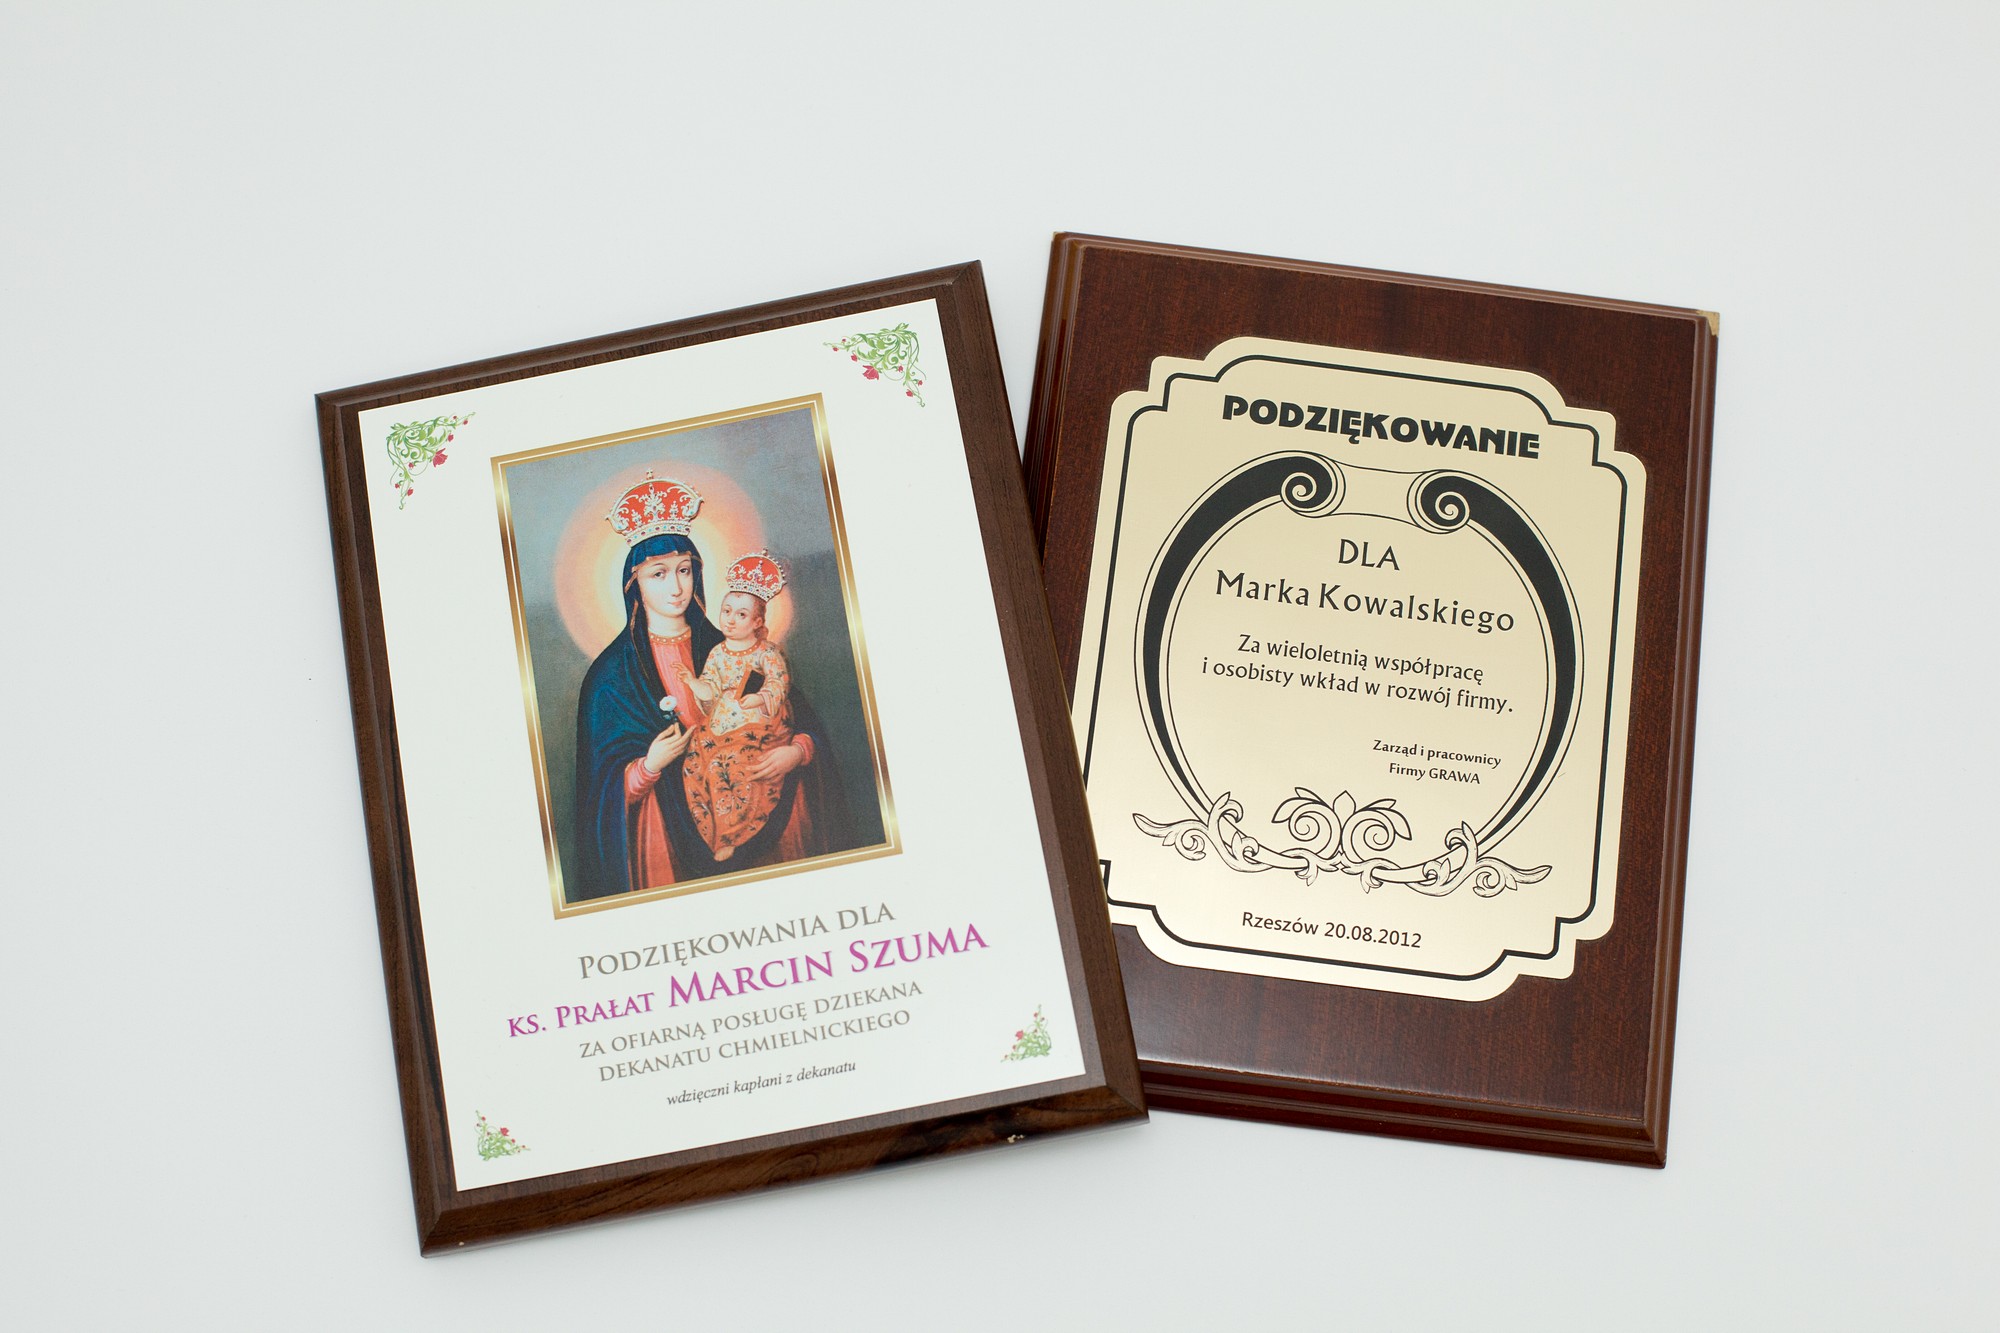 PODZIĘKOWANIA DLA
KS. PRAŁAT MARCIN SZUMA
ZA OFIARNĄ POSŁUGĘ DZIEKANA
DEKANATU CHMIELNICKIEGO
wdzięczni kapłani z dekanatu
PODZIĘKOWANIE
DLA
Marka Kowalskiego
Za wieloletnią współpracę
i osobisty wkład w rozwój firmy.
Zarząd i pracownicy
Firmy GRAWA
Rzeszów 20.08.2012